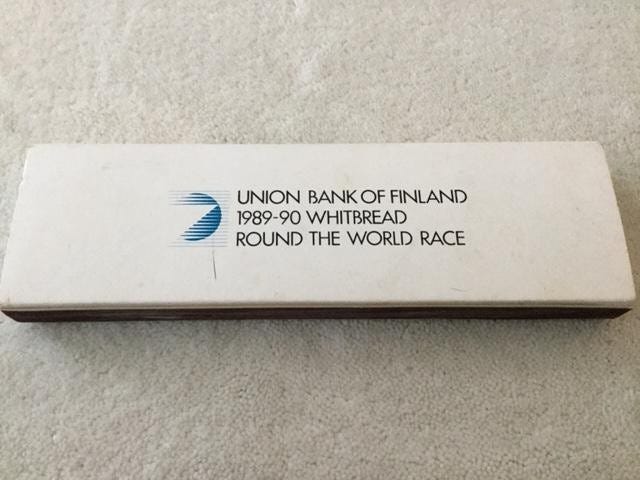 UNION BANK OF FINLAND
1989-90 WHITBREAD
ROUND THE WORLD RACE